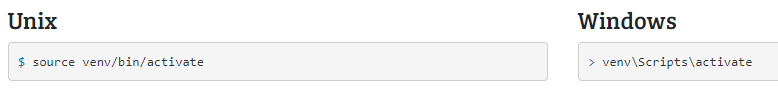 Unix
$ source venv/bin/activate
Windows
> venv\Scripts\activate